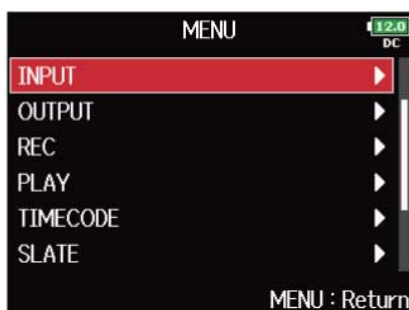 MENU
12.0
DC
INPUT
OUTPUT
REC
PLAY
TIMECODE
SLATE
MENU : Return